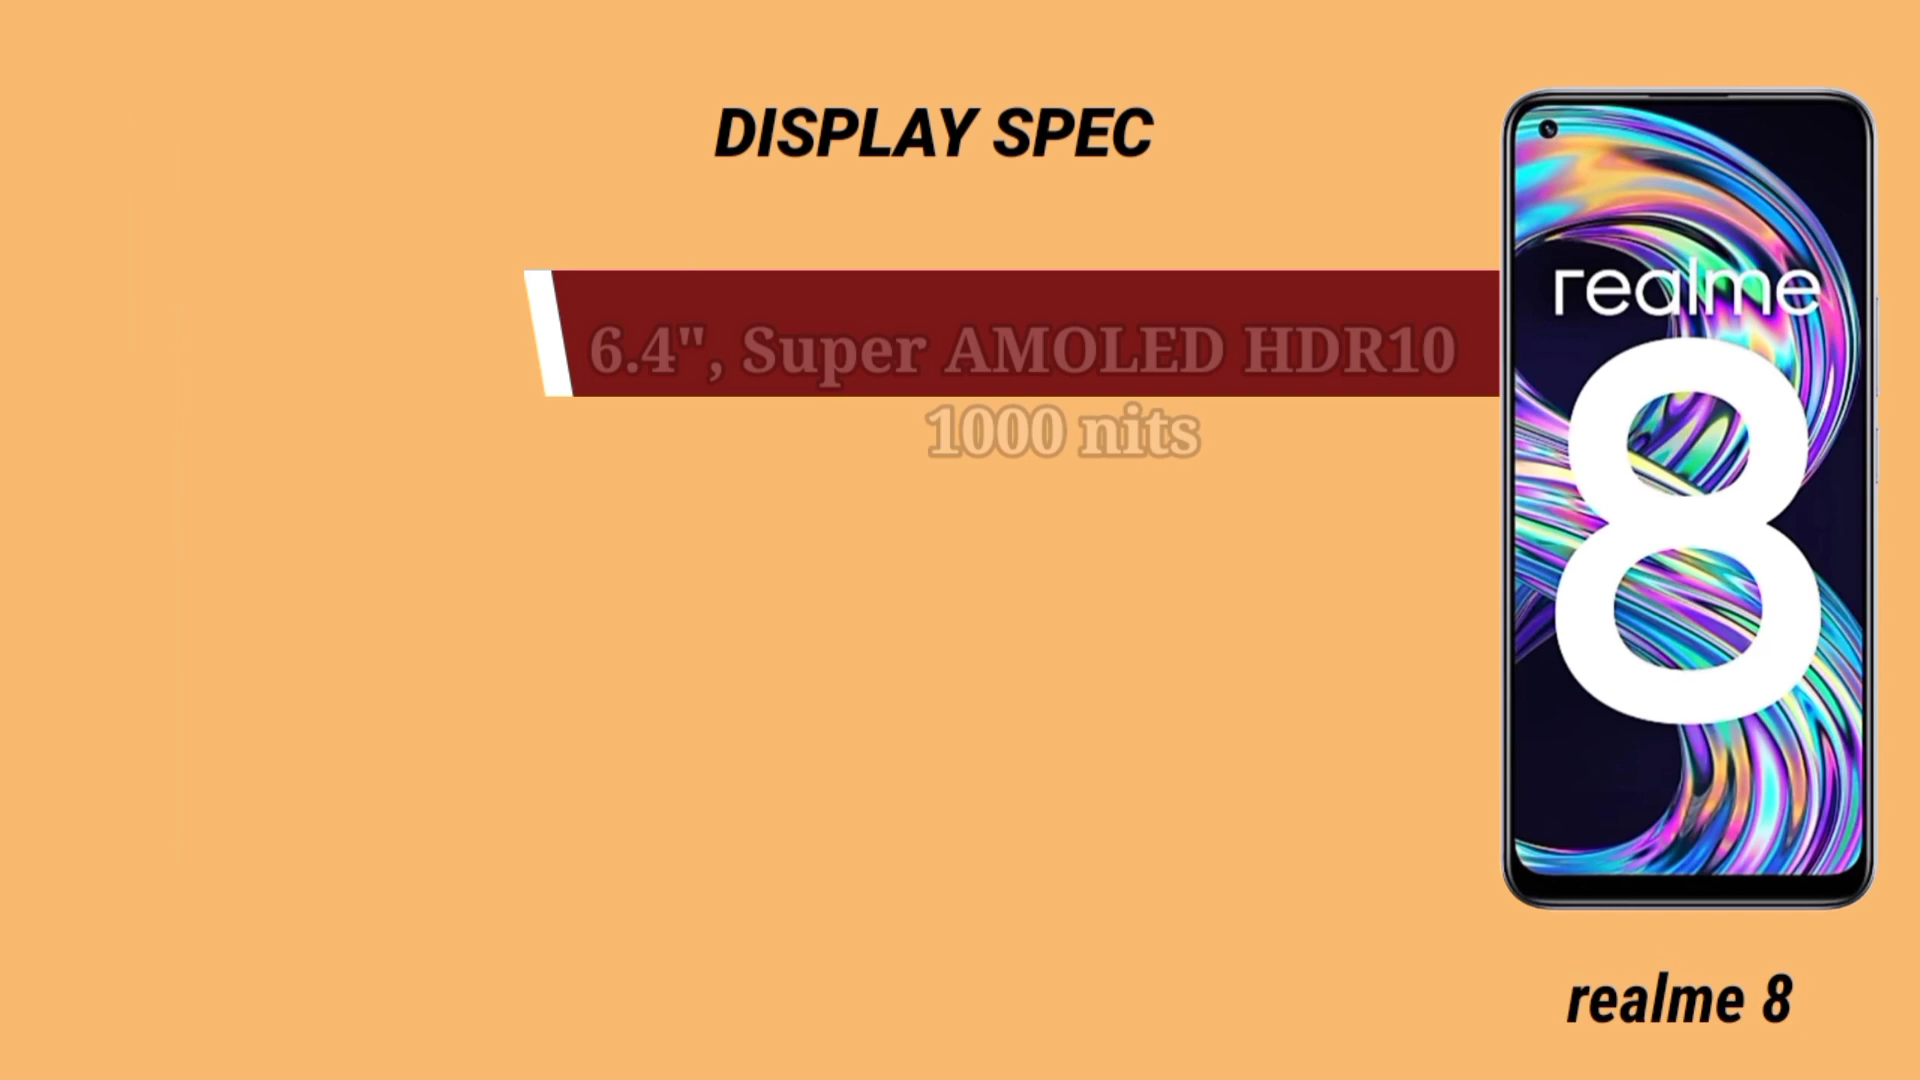 DISPLAY SPEC
6.4", Super AMOLED HDR10
1000 nits
realme
8
realme 8